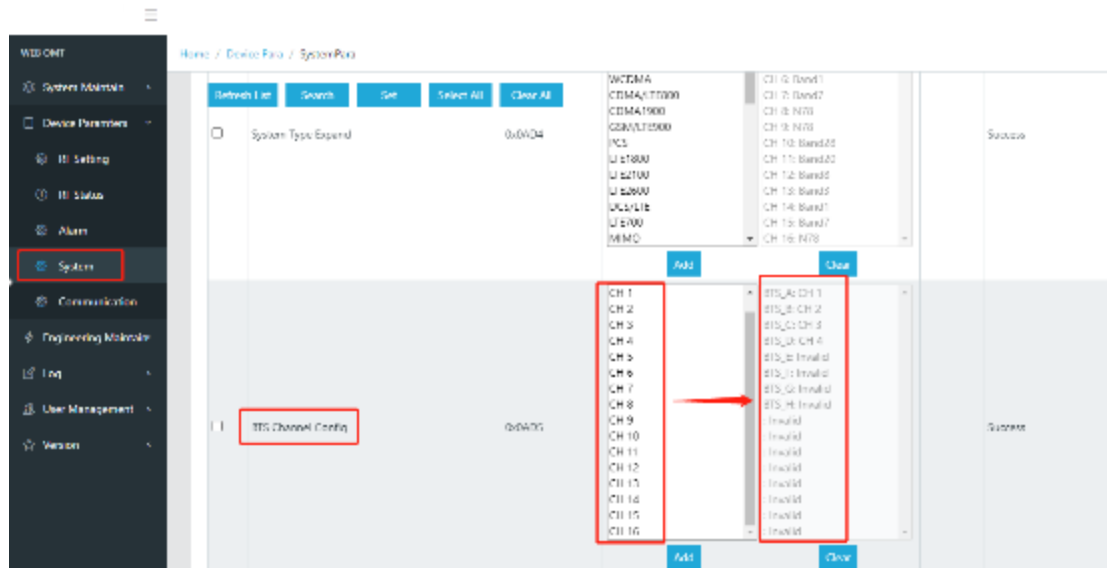 WEB OMT
Home / Device Para / SystemPara
System Maintain
Device Paramters
RF Setting
RF Status
Alarm
System
Communication
Engineering Maintain
Log
User Management
Version
Refresh List Search Set Select All Clear All
System Type Expand 0x0AD4 Success
WCDMA
CDMA/LTE800
CDMA1900
GSM/LTE900
PCS
LTE1800
LTE2100
LTE2600
DCS/LTE
LTE700
MIMO
CH 6: Band1
CH 7: Band7
CH 8: N78
CH 9: N78
CH 10: Band28
CH 11: Band20
CH 12: Band8
CH 13: Band3
CH 14: Band1
CH 15: Band7
CH 16: N78
Add Clear
BTS Channel Config 0x0AD5 Success
CH 1
CH 2
CH 3
CH 4
CH 5
CH 6
CH 7
CH 8
CH 9
CH 10
CH 11
CH 12
CH 13
CH 14
CH 15
CH 16
BTS_A: CH 1
BTS_B: CH 2
BTS_C: CH 3
BTS_D: CH 4
BTS_E: Invalid
BTS_F: Invalid
BTS_G: Invalid
BTS_H: Invalid
: Invalid
: Invalid
: Invalid
: Invalid
: Invalid
: Invalid
: Invalid
: Invalid
Add Clear